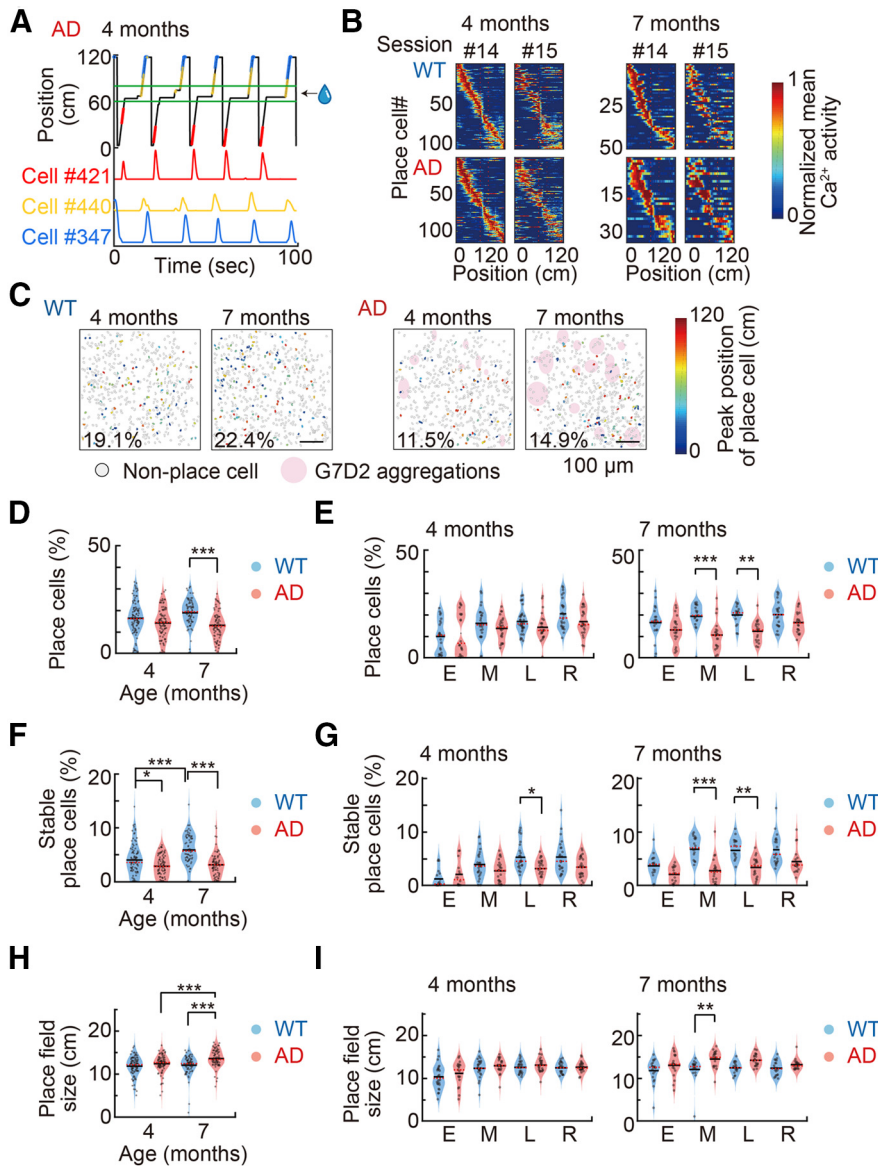 A AD 4 months
120
Position
(cm)
60
0
Cell #421
Cell #440
Cell #347
0 100
Time (sec)
B 4 months 7 months
Session #14 #15 #14 #15
WT
50
100
25
50
Place cell#
AD
50
100
15
30
0 120 0 120 0 120 0 120
Position (cm) Position (cm)
1
0
Normalized mean
Ca2+ activity
C WT 4 months 7 months AD 4 months 7 months
19.1% 22.4% 11.5% 14.9%
100 μm
Non-place cell G7D2 aggregations
120
0
Peak position
of place cell (cm)
D
Place cells (%)
50
0
***
WT
AD
4 7
Age (months)
E 4 months 7 months
Place cells (%)
50
0
*** **
E M L R E M L R
WT
AD
F
Stable
place cells (%)
20
10
0
*** ***
*
WT
AD
4 7
Age (months)
G 4 months 7 months
Stable
place cells (%)
20
10
0
*
20
10
0
*** **
E M L R E M L R
WT
AD
H
Place field
size (cm)
20
10
0
***
***
WT
AD
4 7
Age (months)
I 4 months 7 months
Place field
size (cm)
20
10
0
20
10
0
**
E M L R E M L R
WT
AD